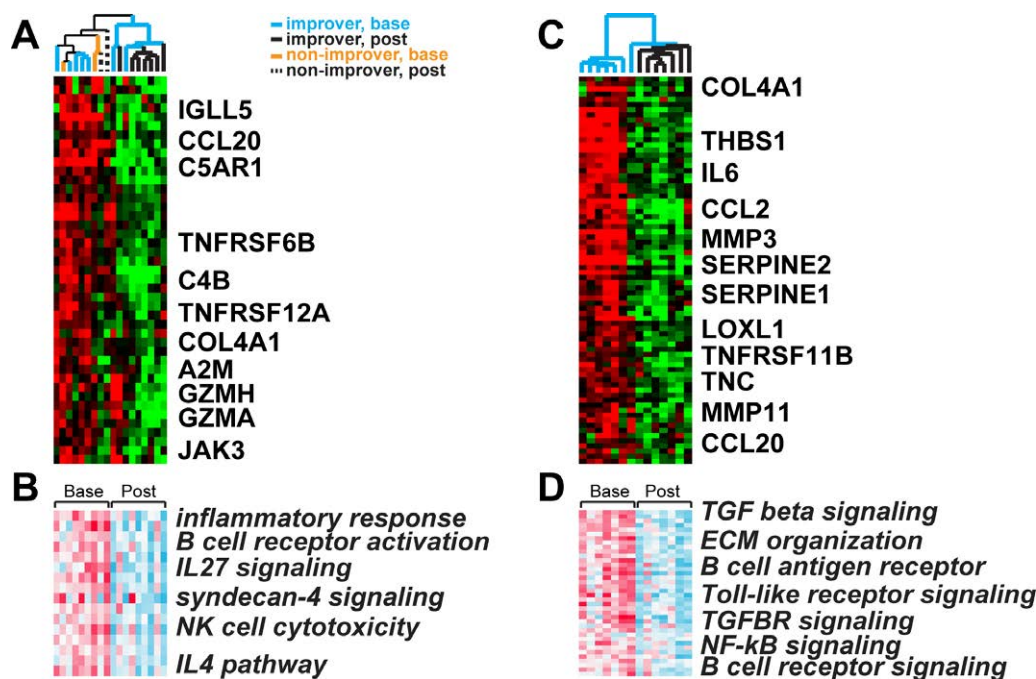 A
improver, base
improver, post
non-improver, base
non-improver, post
IGLL5
CCL20
C5AR1
TNFRSF6B
C4B
TNFRSF12A
COL4A1
A2M
GZMH
GZMA
JAK3
B
Base Post
inflammatory response
B cell receptor activation
IL27 signaling
syndecan-4 signaling
NK cell cytotoxicity
IL4 pathway
C
COL4A1
THBS1
IL6
CCL2
MMP3
SERPINE2
SERPINE1
LOXL1
TNFRSF11B
TNC
MMP11
CCL20
D
Base Post
TGF beta signaling
ECM organization
B cell antigen receptor
Toll-like receptor signaling
TGFBR signaling
NF-kB signaling
B cell receptor signaling